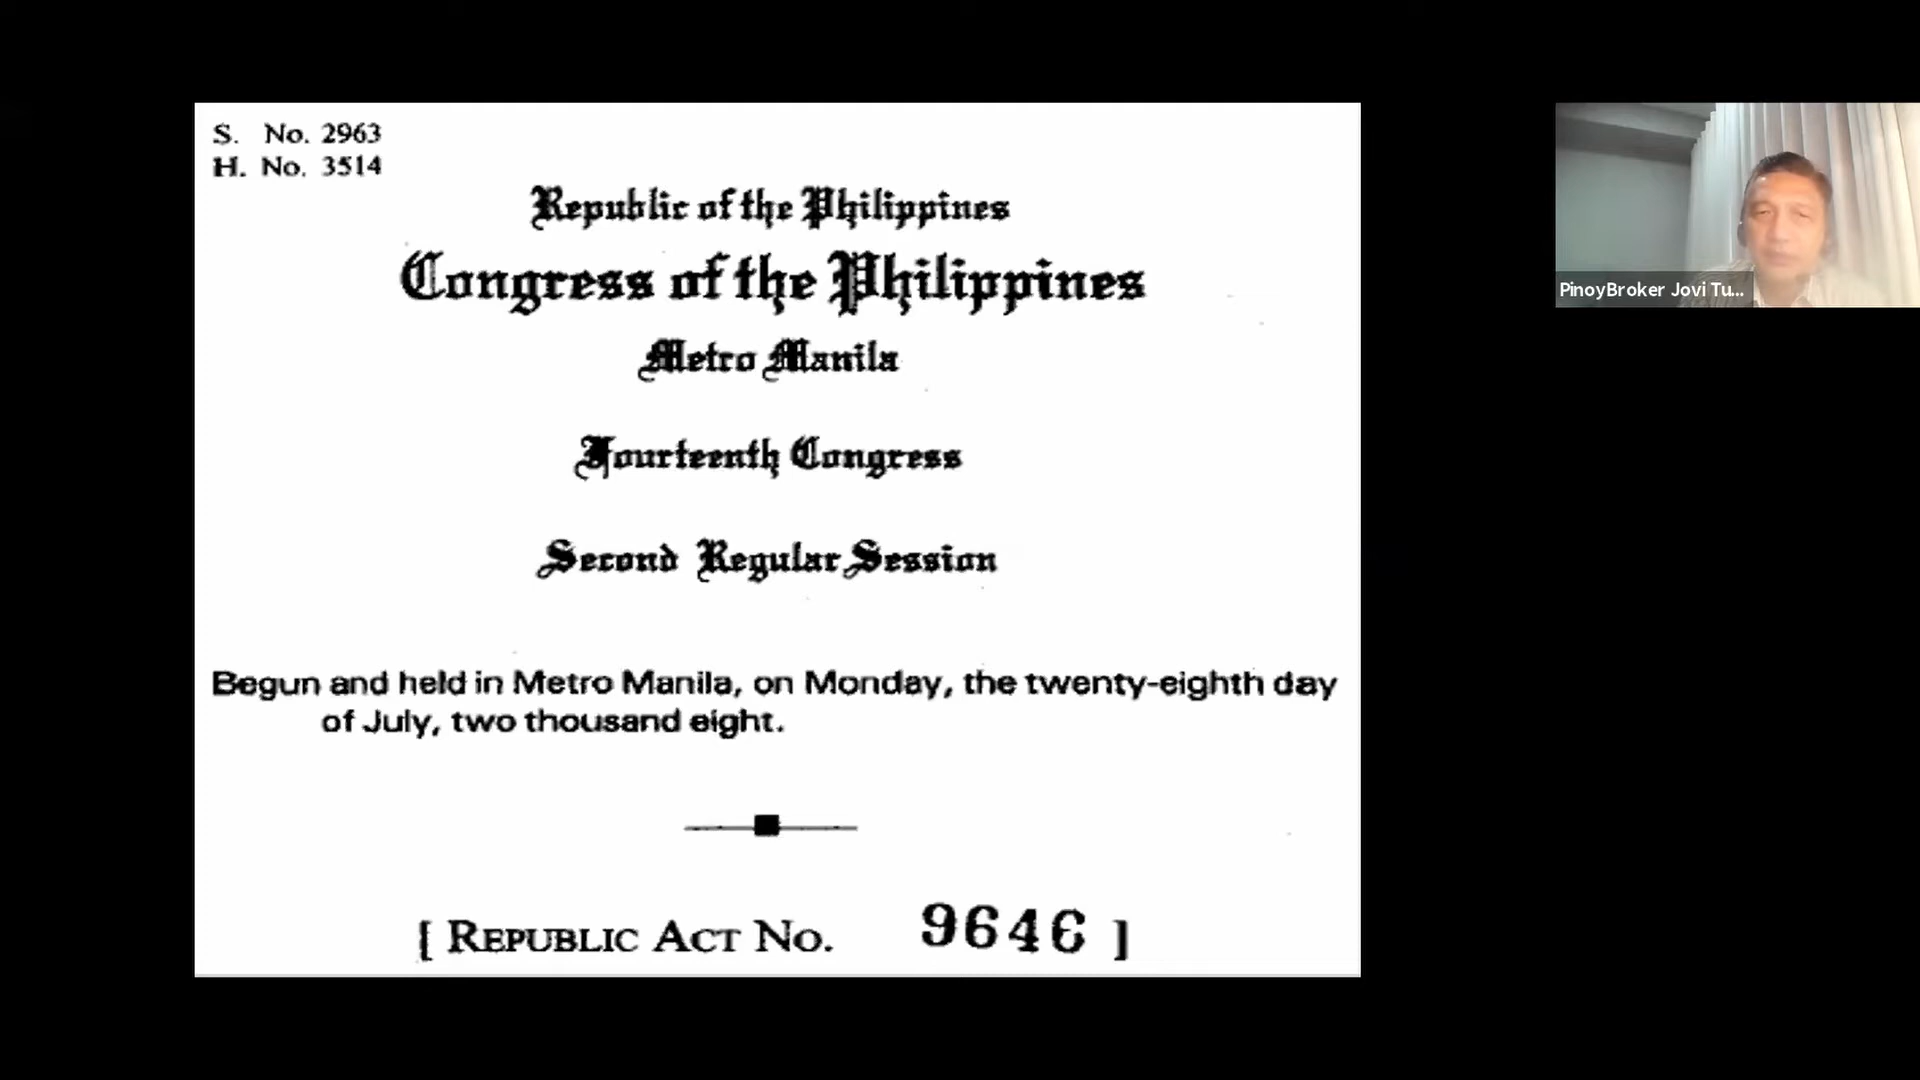 S. No. 2963
H. No. 3514
Republic of the Philippines
Congress of the Philippines
Metro Manila
Fourteenth Congress
Second Regular Session
Begun and held in Metro Manila, on Monday, the twenty-eighth day
of July, two thousand eight.
[ REPUBLIC ACT NO. 9646 ]
PinoyBroker Jovi Tu...